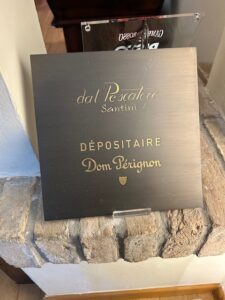 dal Pescatore
Santini
DÉPOSITAIRE
Dom Pérignon